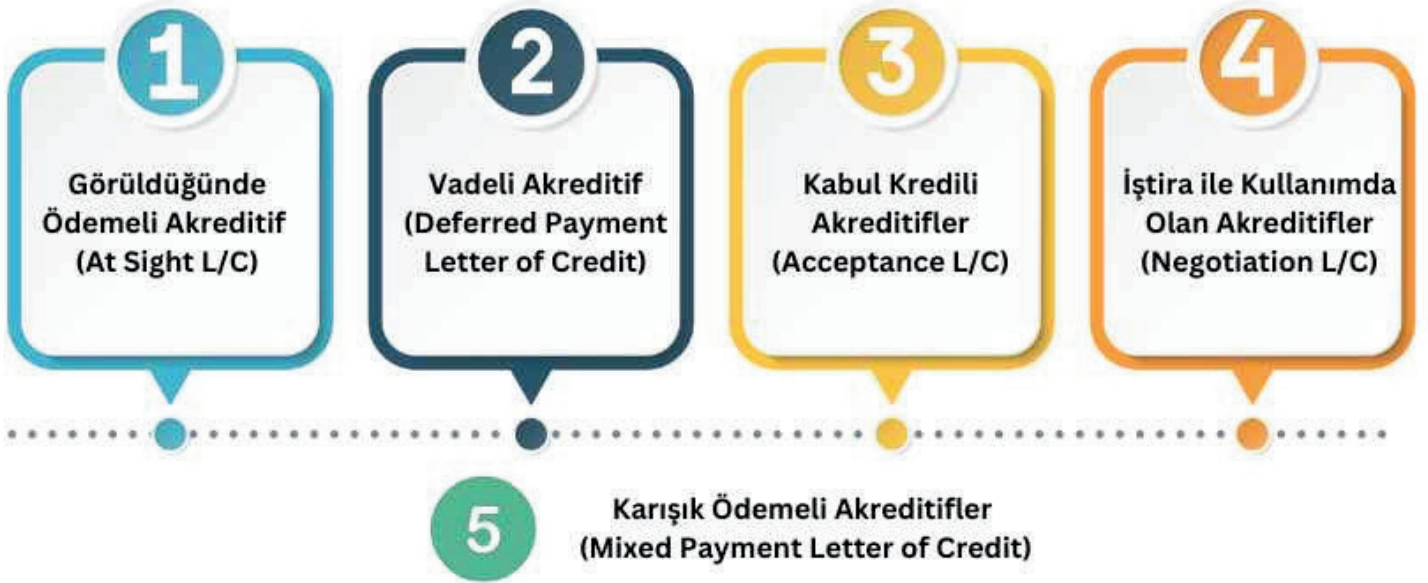 1
Görüldüğünde
Ödemeli Akreditif
(At Sight L/C)
2
Vadeli Akreditif
(Deferred Payment
Letter of Credit)
3
Kabul Kredili
Akreditifler
(Acceptance L/C)
4
İştira ile Kullanımda
Olan Akreditifler
(Negotiation L/C)
5
Karışık Ödemeli Akreditifler
(Mixed Payment Letter of Credit)